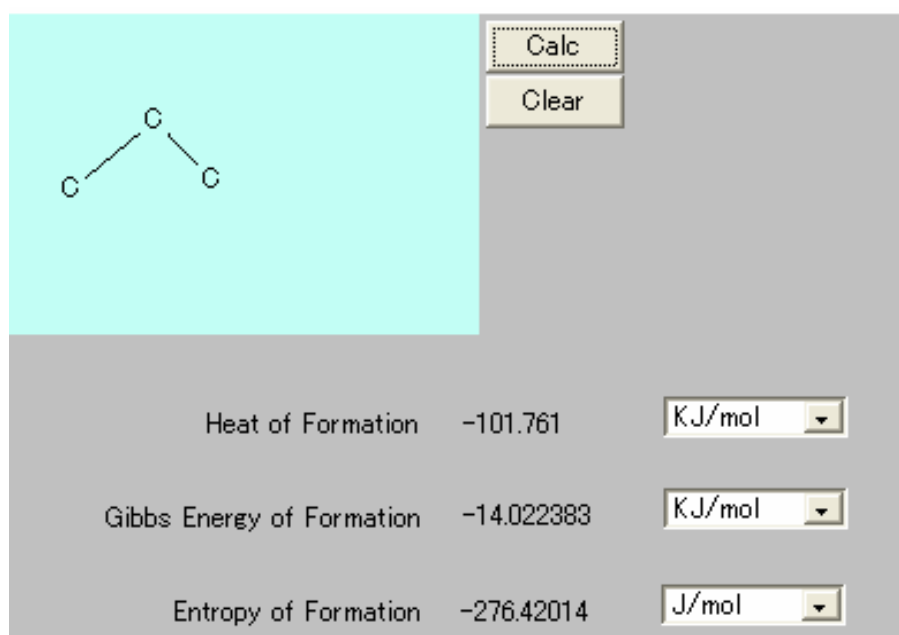 Calc
Clear
C
C
C
Heat of Formation -101.761 KJ/mol
Gibbs Energy of Formation -14.022383 KJ/mol
Entropy of Formation -276.42014 J/mol